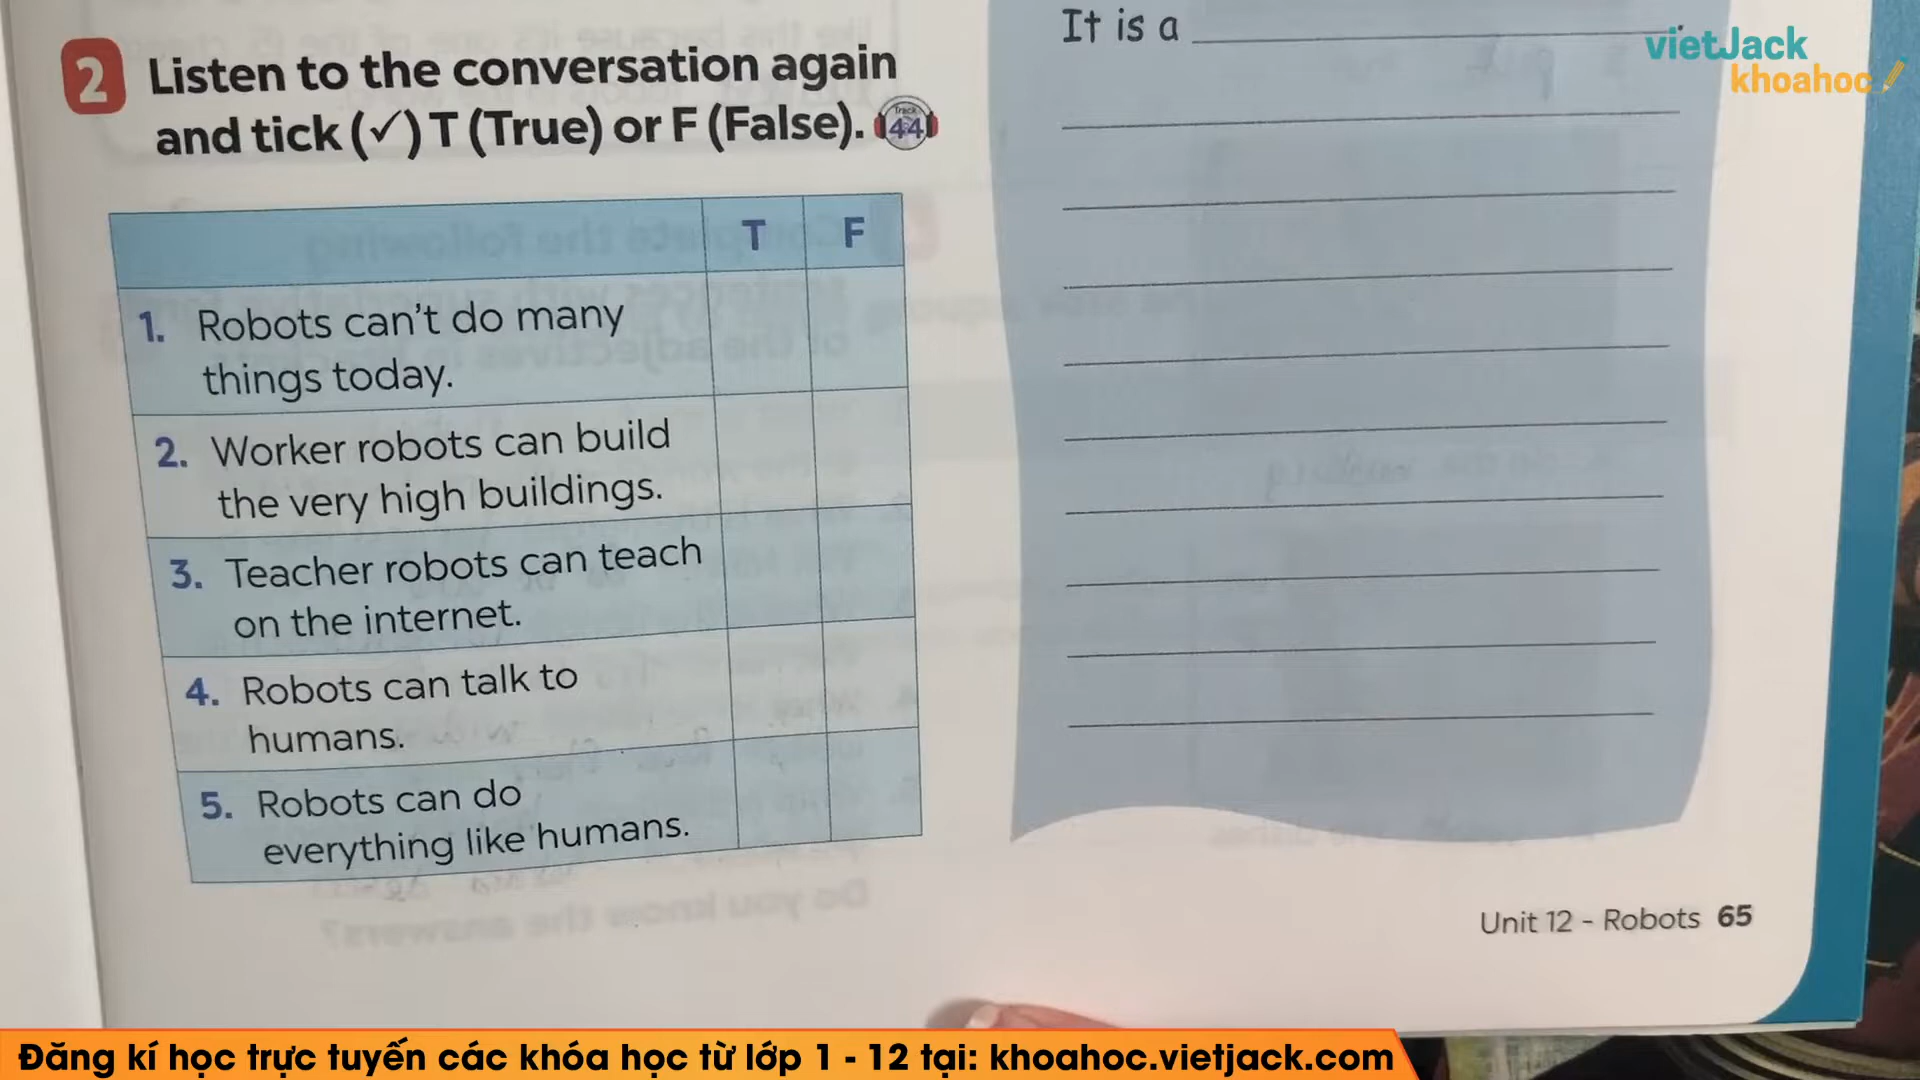 2 Listen to the conversation again
and tick (✓) T (True) or F (False).
Track
44
T F
1. Robots can't do many
things today.
2. Worker robots can build
the very high buildings.
3. Teacher robots can teach
on the internet.
4. Robots can talk to
humans.
5. Robots can do
everything like humans.
It is a
vietJack
khoahoc
Unit 12 - Robots 65
Đăng kí học trực tuyến các khóa học từ lớp 1 - 12 tại: khoahoc.vietjack.com